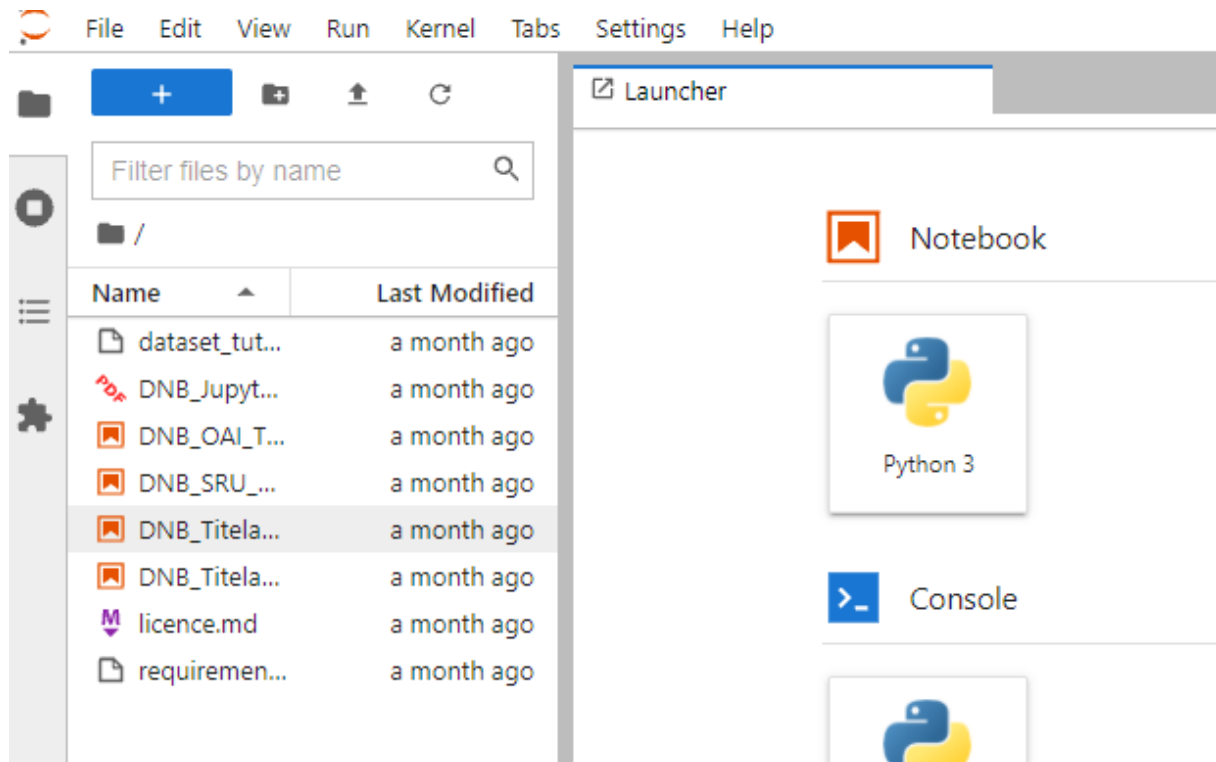 File Edit View Run Kernel Tabs Settings Help
+
Filter files by name
/
Name Last Modified
dataset_tut... a month ago
PDF DNB_Jupyt... a month ago
DNB_OAI_T... a month ago
DNB_SRU_... a month ago
DNB_Titela... a month ago
DNB_Titela... a month ago
M licence.md a month ago
requiremen... a month ago
Launcher
Notebook
Python 3
>_ Console